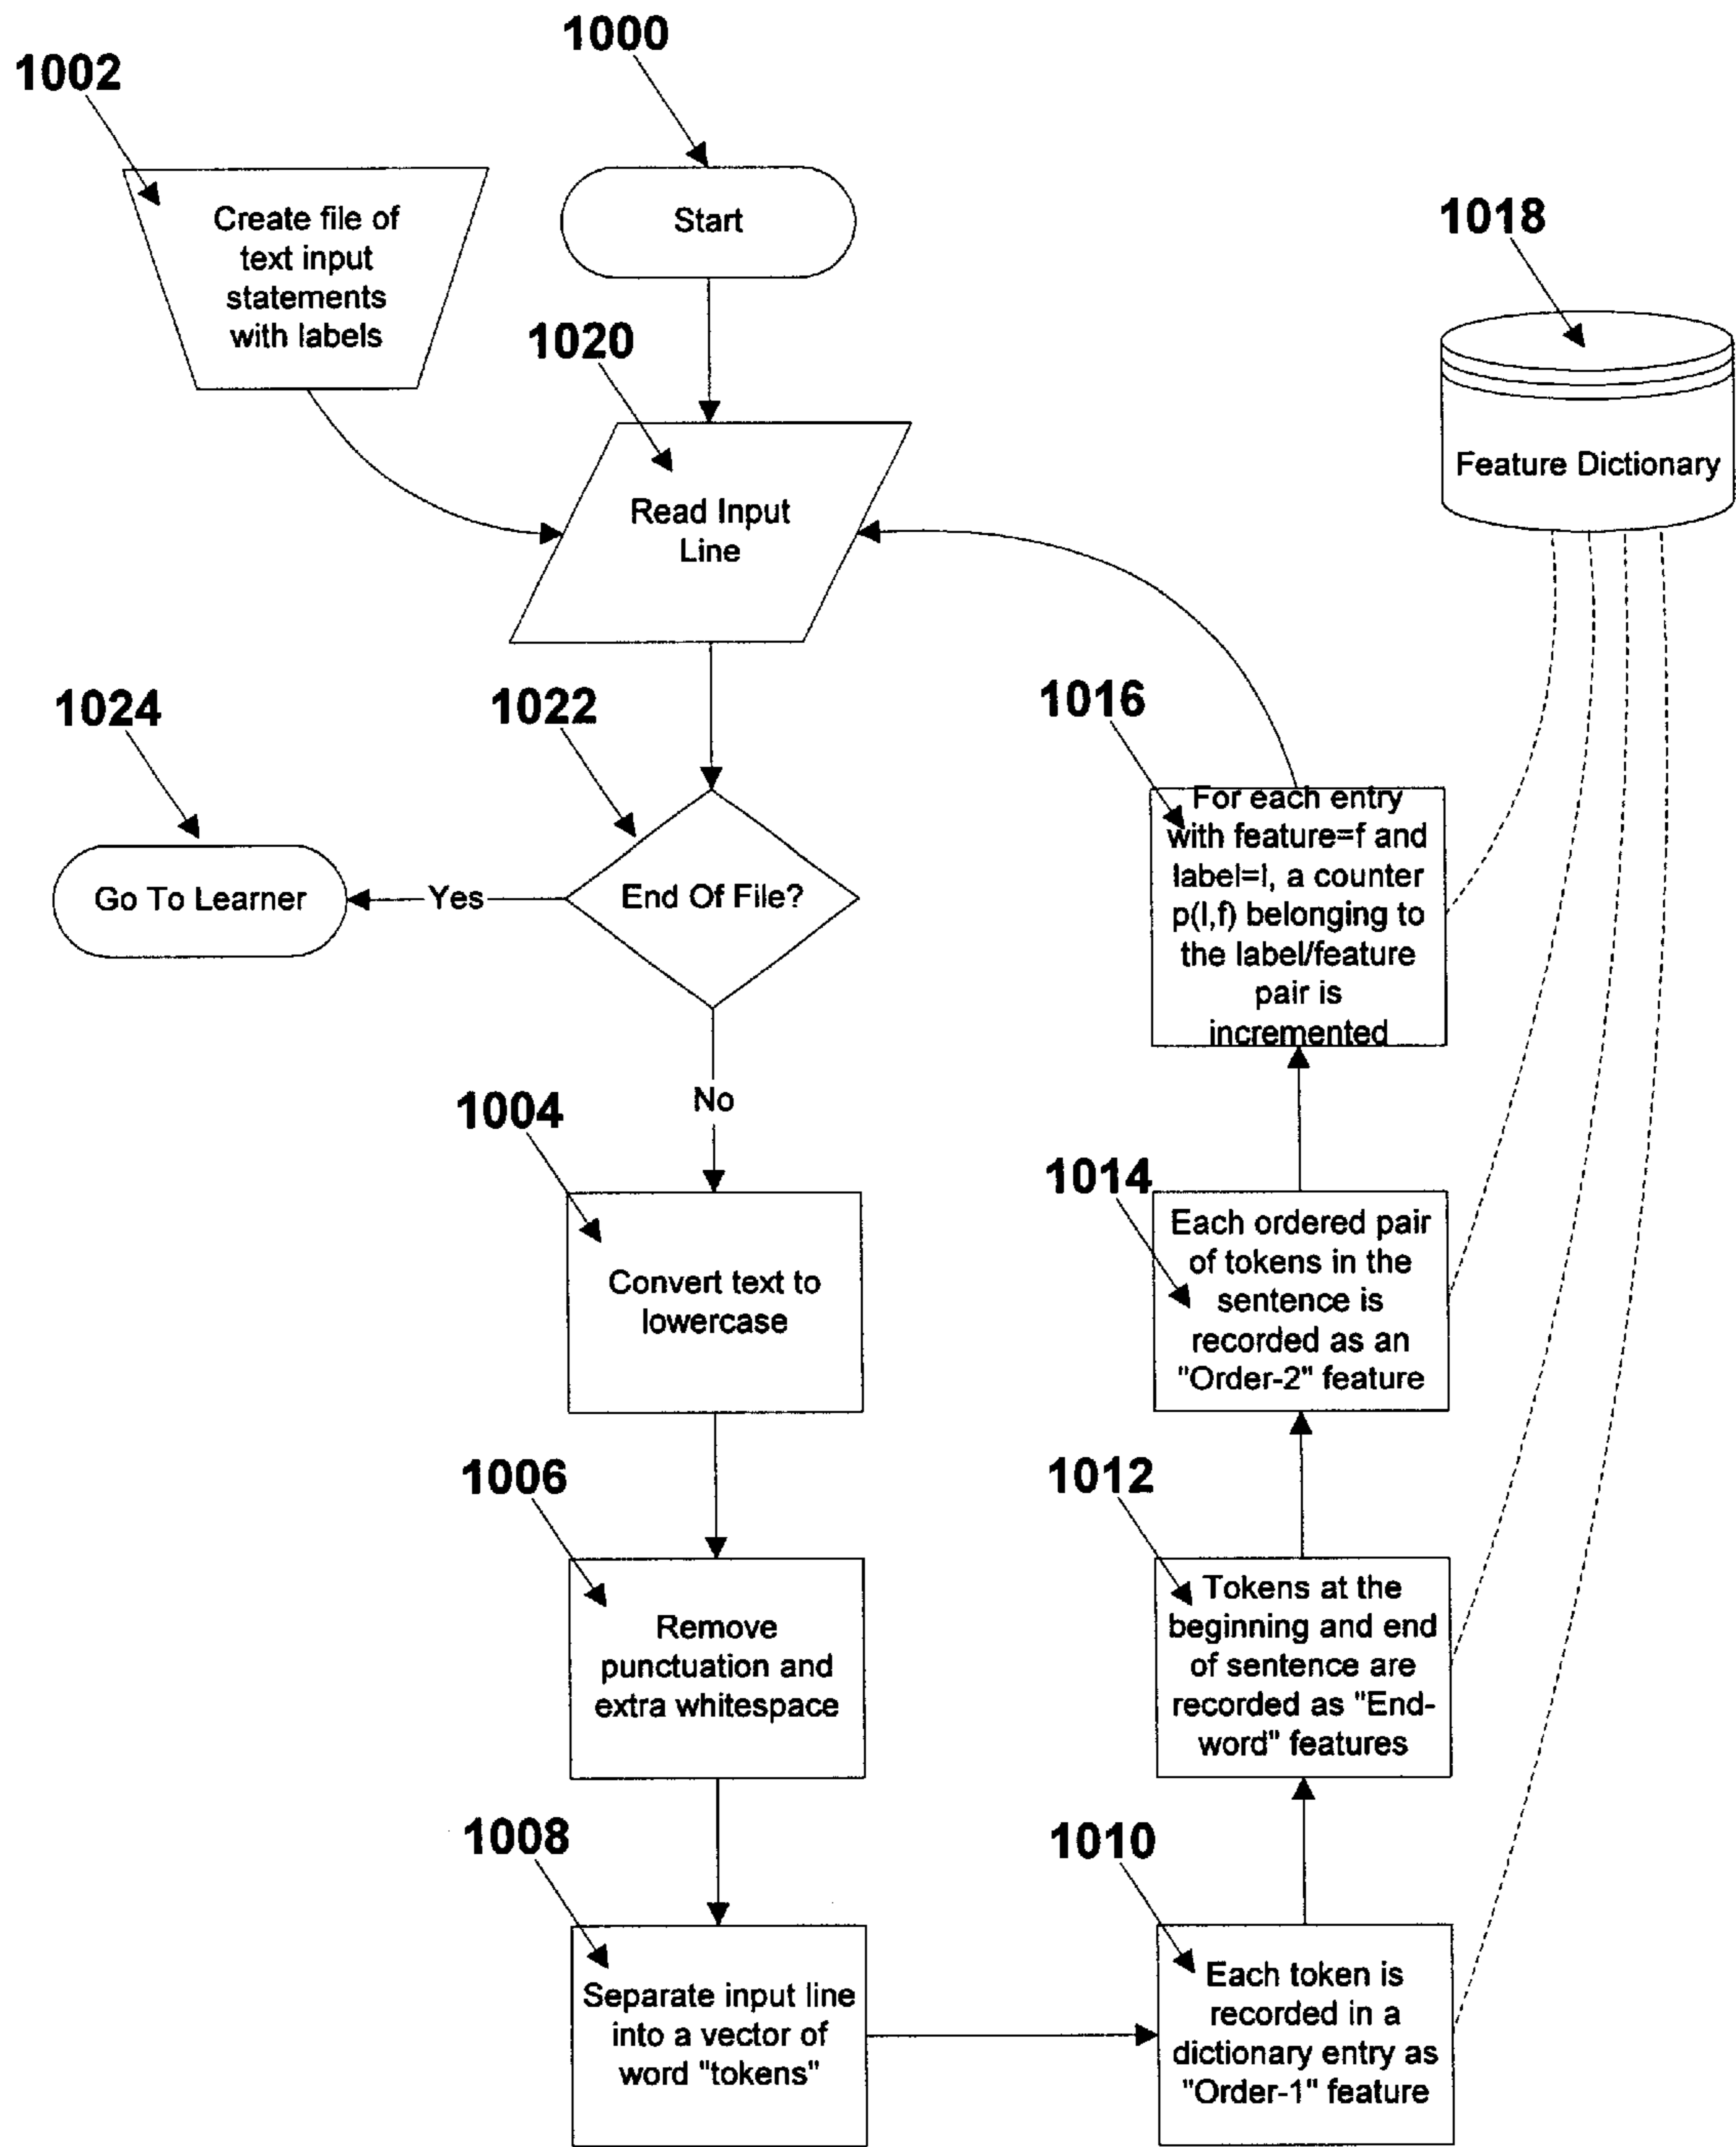 1000
1002
Start
Create file of
text input
statements
with labels
1018
1020
Feature Dictionary
Read Input
Line
1024
1022
1016
Go To Learner
Yes
End Of File?
For each entry
with feature=f and
label=l, a counter
p(l,f) belonging to
the label/feature
pair is
incremented
No
1004
1014
Convert text to
lowercase
Each ordered pair
of tokens in the
sentence is
recorded as an
"Order-2" feature
1006
1012
Remove
punctuation and
extra whitespace
Tokens at the
beginning and end
of sentence are
recorded as "End-
word" features
1008
1010
Separate input line
into a vector of
word "tokens"
Each token is
recorded in a
dictionary entry as
"Order-1" feature